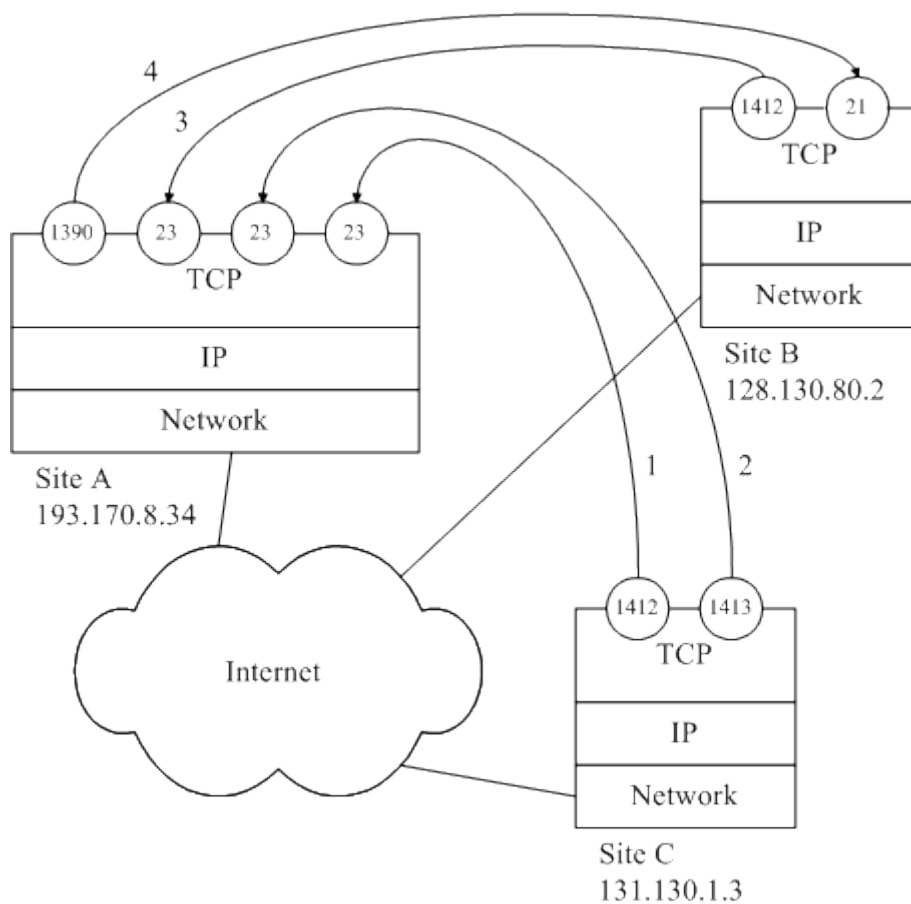 4
3
1412
21
TCP
IP
Network
Site B
128.130.80.2
1390
23
23
23
TCP
IP
Network
Site A
193.170.8.34
1
2
1412
1413
TCP
IP
Network
Site C
131.130.1.3
Internet